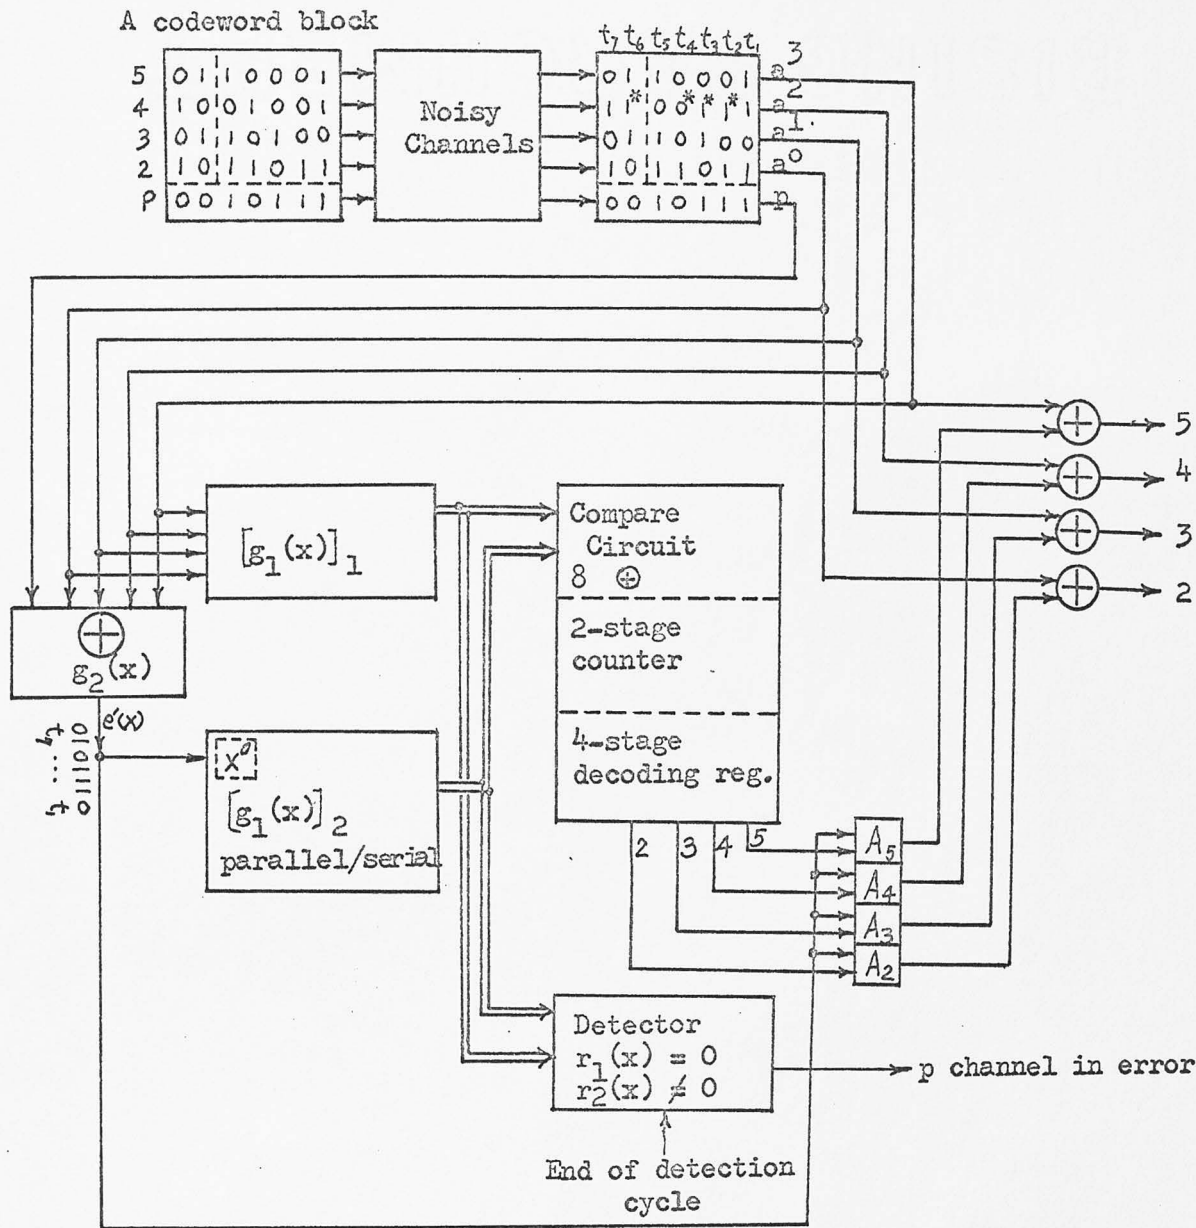 A codeword block
t7 t6 t5 t4 t3 t2 t1
5 0 1 1 0 0 0 1
4 1 0 0 1 0 0 1
3 0 1 1 0 1 0 0
2 1 0 1 1 0 1 1
P 0 0 1 0 1 1 1
Noisy
Channels
0 1 1 0 0 0 1 a3
1 1* 0 0* 1* 1* 1 a2
0 1 1 0 1 0 0 a1
1 0 1 1 0 1 1 a0
0 0 1 0 1 1 1 p
5
4
3
2
[g1(x)]1
Compare
Circuit
8 ⊕
2-stage
counter
4-stage
decoding reg.
2 3 4 5
⊕
g2(x)
e'(x)
t1 ... t7
0111010
x0
[g1(x)]2
parallel/serial
A5
A4
A3
A2
Detector
r1(x) = 0
r2(x) ≠ 0
p channel in error
End of detection
cycle